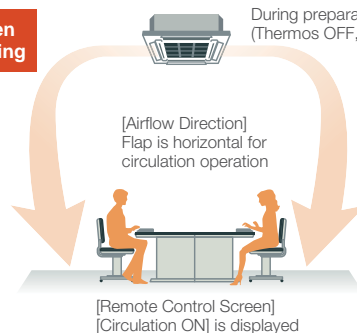 en
ing
During prepara
(Thermos OFF,
[Airflow Direction]
Flap is horizontal for
circulation operation
[Remote Control Screen]
[Circulation ON] is displayed